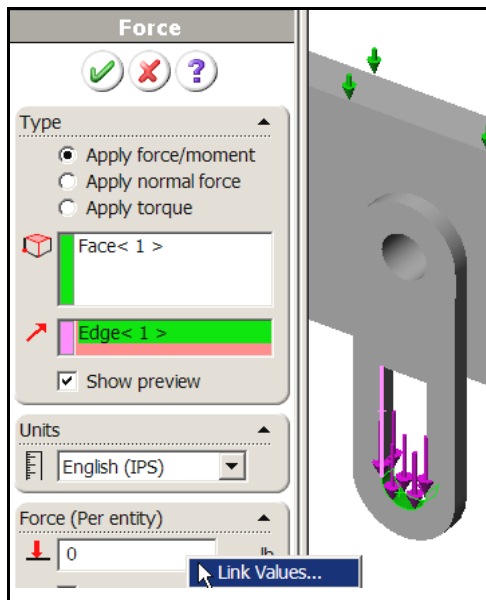 Force
?
Type
Apply force/moment
Apply normal force
Apply torque
Face< 1 >
Edge< 1 >
Show preview
Units
English (IPS)
Force (Per entity)
0
lb
Link Values...